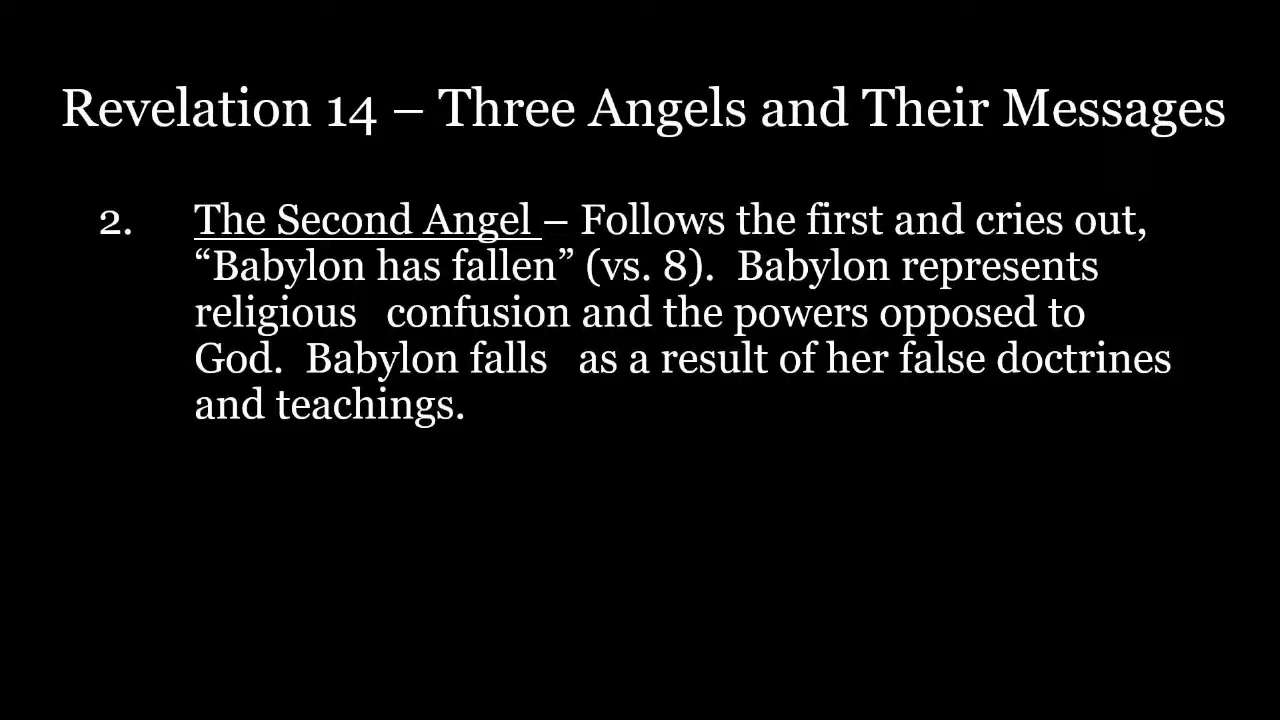 Revelation 14 – Three Angels and Their Messages
2. The Second Angel – Follows the first and cries out,
“Babylon has fallen” (vs. 8). Babylon represents
religious confusion and the powers opposed to
God. Babylon falls as a result of her false doctrines
and teachings.